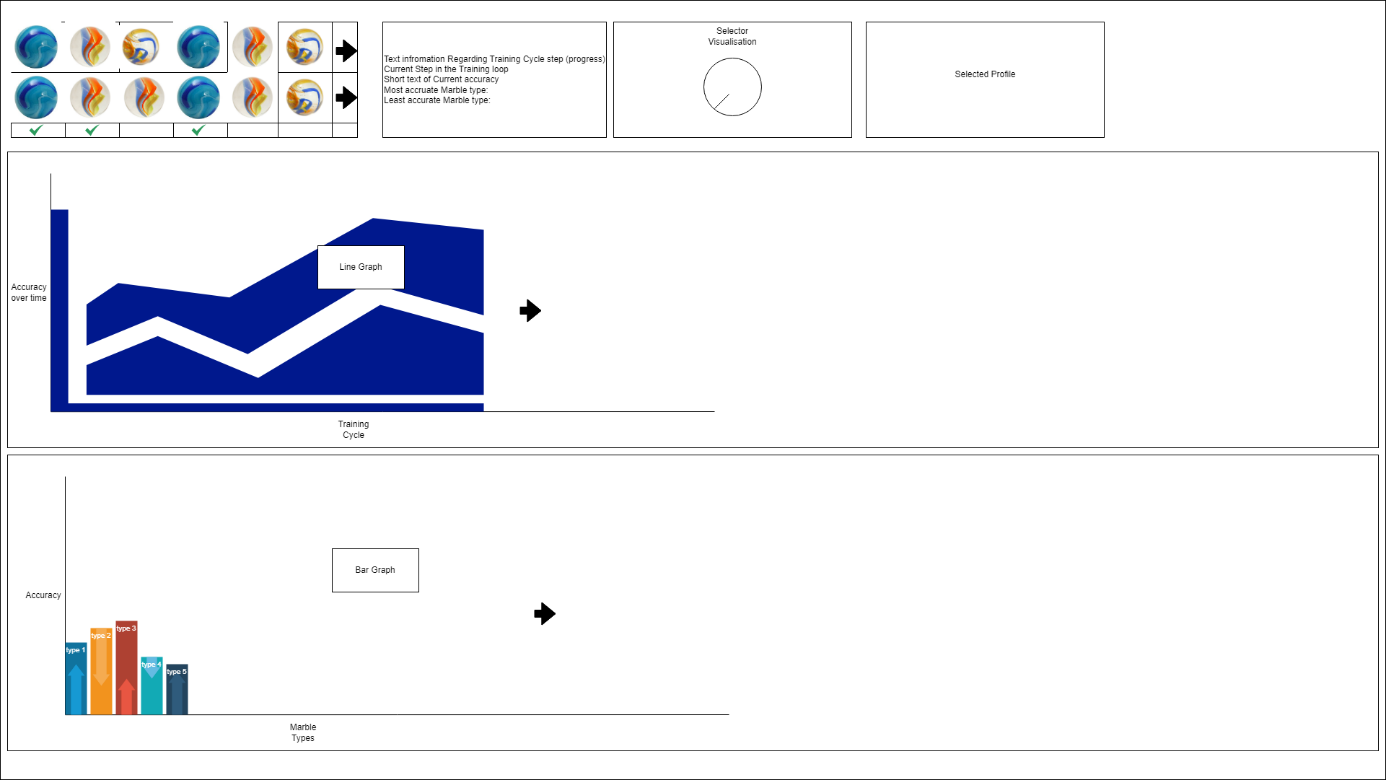 Text infromation Regarding Training Cycle step (progress)
Current Step in the Training loop
Short text of Current accuracy
Most accruate Marble type:
Least accurate Marble type:
Selector
Visualisation
Selected Profile
Line Graph
Accuracy
over time
Training
Cycle
Bar Graph
Accuracy
type 1
type 2
type 3
type 4
type 5
Marble
Types